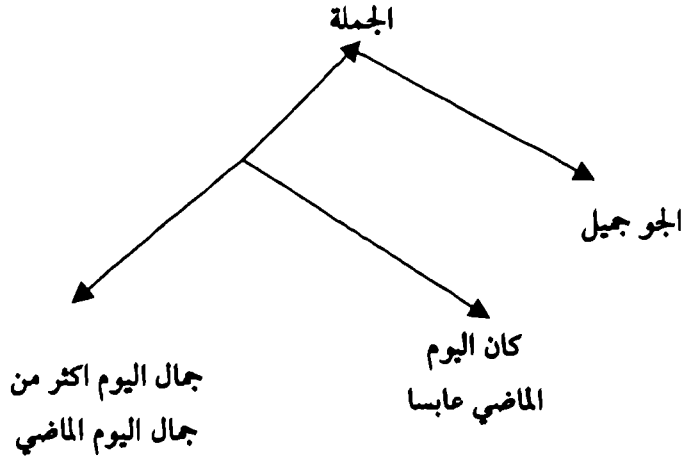 الجملة
الجو جميل
كان اليوم
الماضي عابسا
جمال اليوم اكثر من
جمال اليوم الماضي